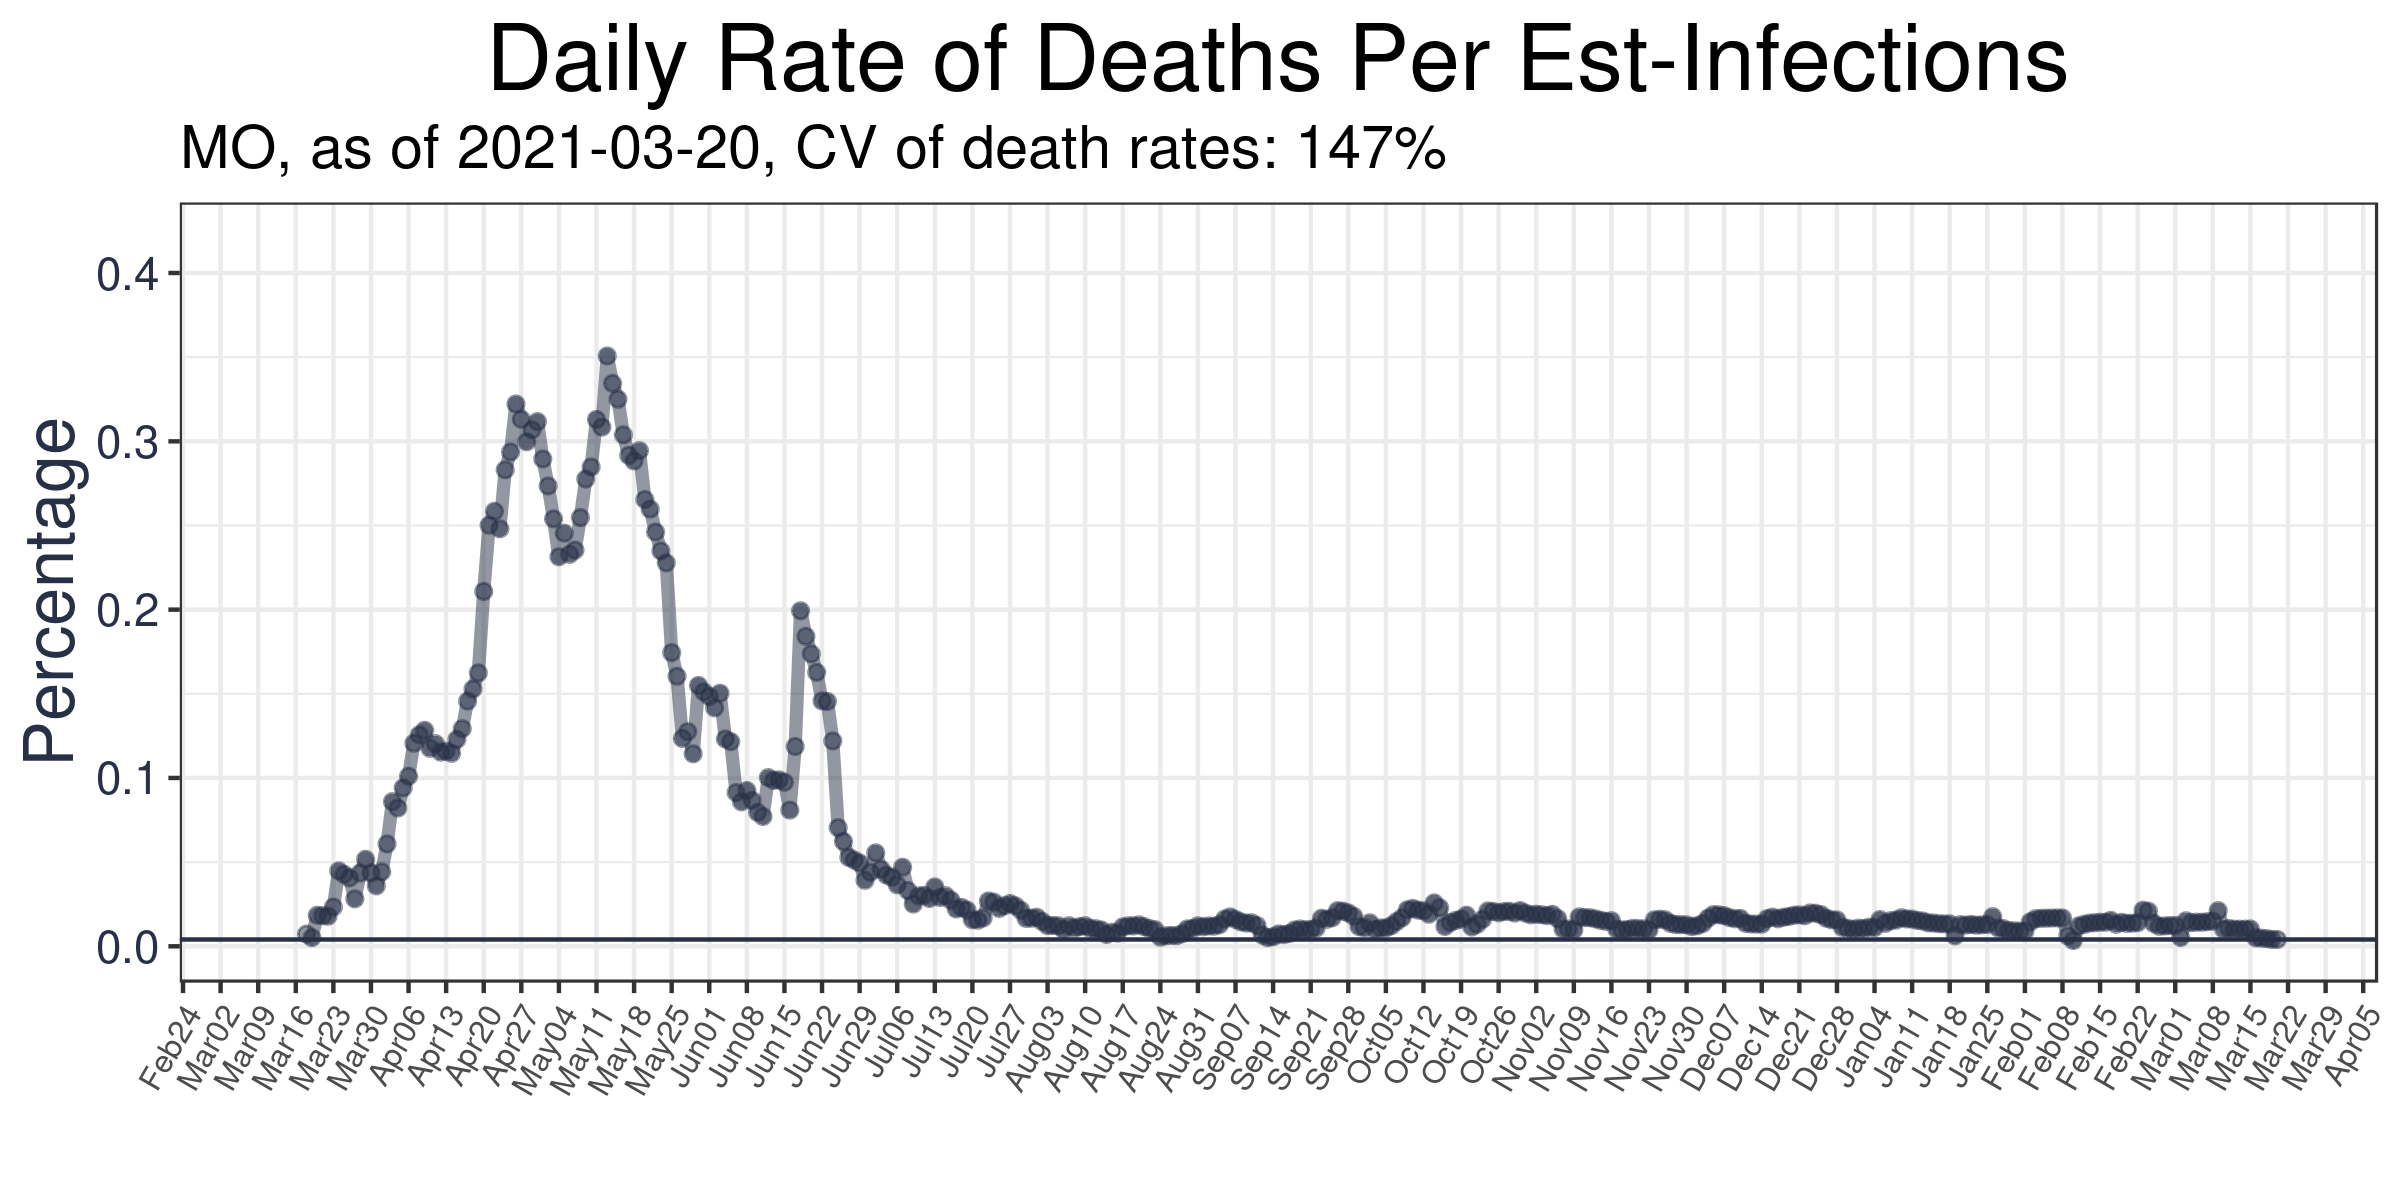 Daily Rate of Deaths Per Est-Infections
MO, as of 2021-03-20, CV of death rates: 147%
Percentage
0.4
0.3
0.2
0.1
0.0
Feb24
Mar02
Mar09
Mar16
Mar23
Mar30
Apr06
Apr13
Apr20
Apr27
May04
May11
May18
May25
Jun01
Jun08
Jun15
Jun22
Jun29
Jul06
Jul13
Jul20
Jul27
Aug03
Aug10
Aug17
Aug24
Aug31
Sep07
Sep14
Sep21
Sep28
Oct05
Oct12
Oct19
Oct26
Nov02
Nov09
Nov16
Nov23
Nov30
Dec07
Dec14
Dec21
Dec28
Jan04
Jan11
Jan18
Jan25
Feb01
Feb08
Feb15
Feb22
Mar01
Mar08
Mar15
Mar22
Mar29
Apr05